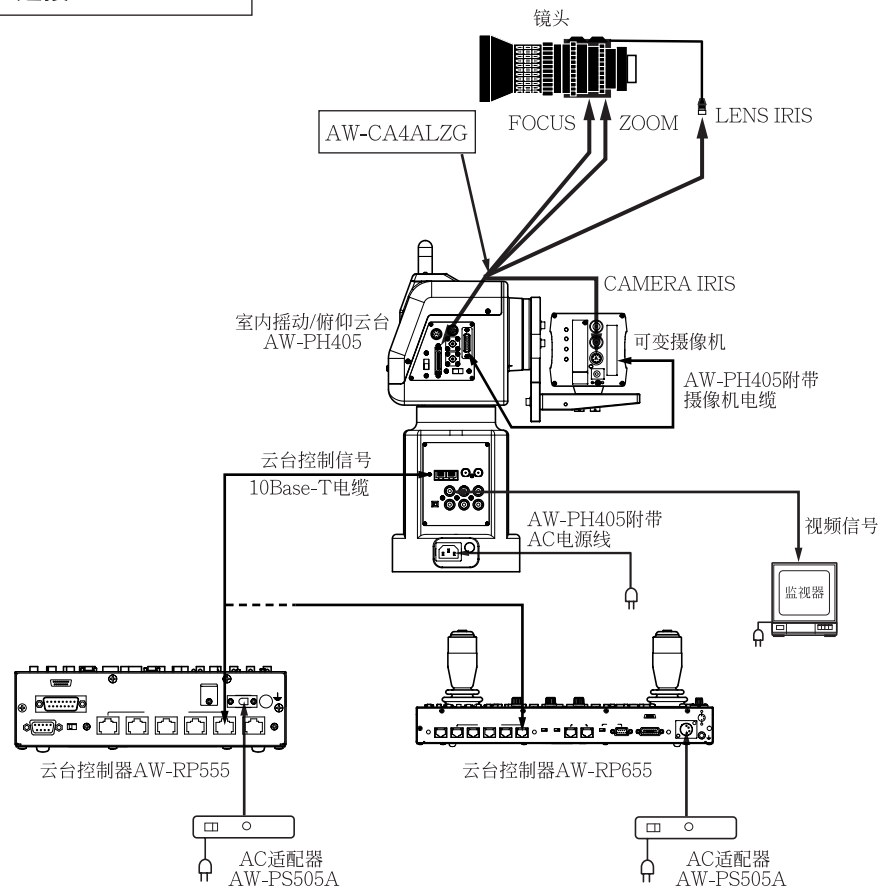 镜头
FOCUS
ZOOM
LENS IRIS
AW-CA4ALZG
CAMERA IRIS
室内摇动/俯仰云台
AW-PH405
可变摄像机
AW-PH405附带
摄像机电缆
云台控制信号
10Base-T电缆
AW-PH405附带
AC电源线
视频信号
监视器
云台控制器AW-RP555
云台控制器AW-RP655
AC适配器
AW-PS505A
AC适配器
AW-PS505A